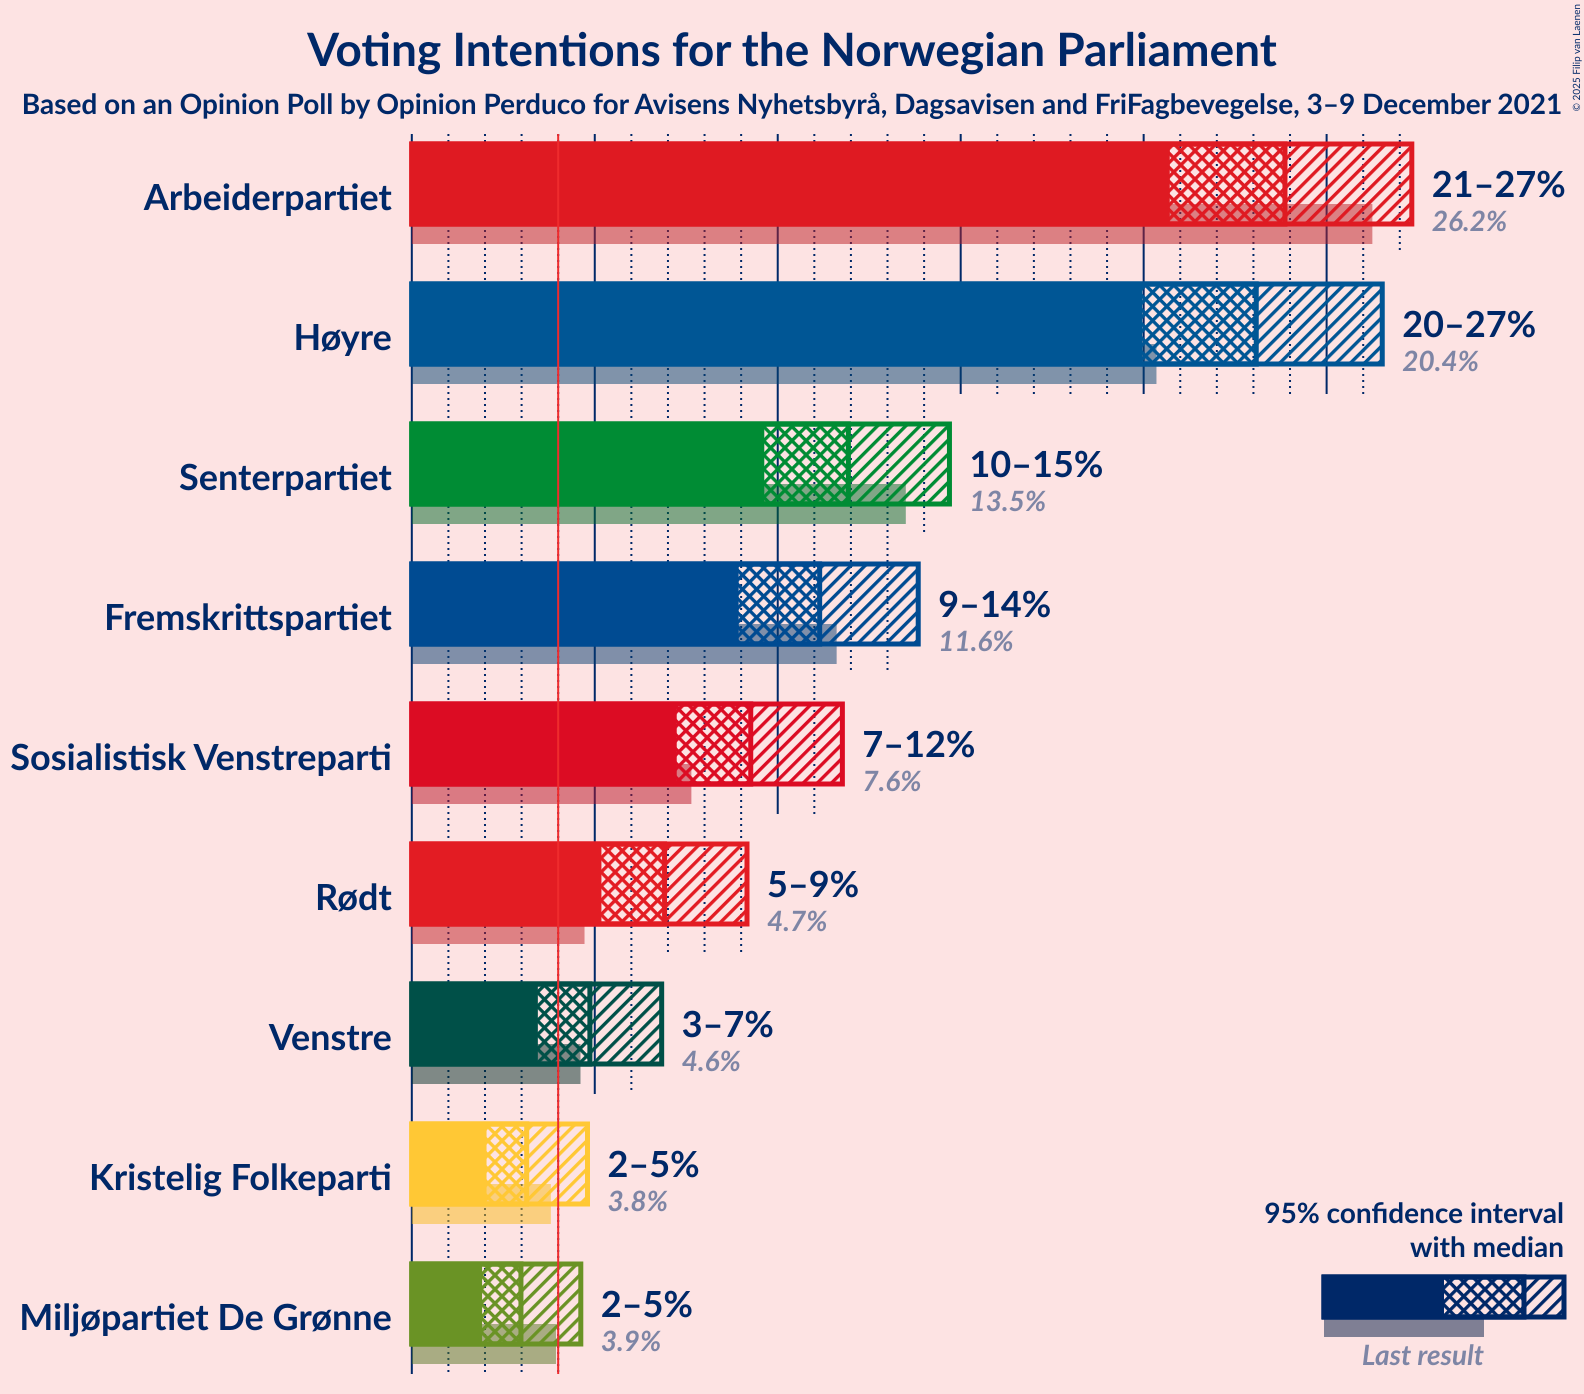 Voting Intentions for the Norwegian Parliament
© 2025 Filip van Laenen
Based on an Opinion Poll by Opinion Perduco for Avisens Nyhetsbyrå, Dagsavisen and FriFagbevegelse, 3–9 December 2021
Arbeiderpartiet
21–27%
26.2%
Høyre
20–27%
20.4%
Senterpartiet
10–15%
13.5%
Fremskrittspartiet
9–14%
11.6%
Sosialistisk Venstreparti
7–12%
7.6%
Rødt
5–9%
4.7%
Venstre
3–7%
4.6%
Kristelig Folkeparti
2–5%
3.8%
Miljøpartiet De Grønne
2–5%
3.9%
95% confidence interval
with median
Last result